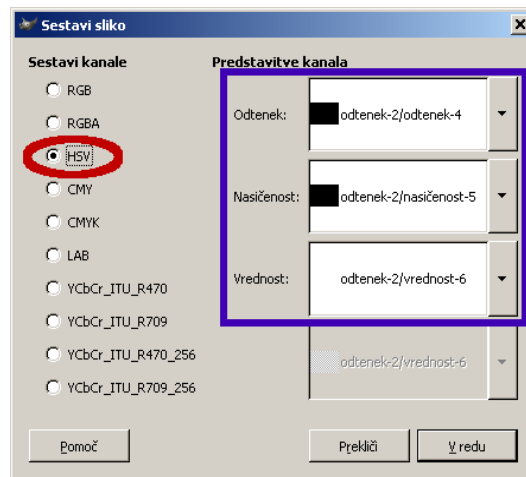 Sestavi sliko
Sestavi kanale
Predstavitve kanala
RGB
RGBA
HSV
CMY
CMYK
LAB
YCbCr_ITU_R470
YCbCr_ITU_R709
YCbCr_ITU_R470_256
YCbCr_ITU_R709_256
Odtenek: odtenek-2/odtenek-4
Nasičenost: odtenek-2/nasičenost-5
Vrednost: odtenek-2/vrednost-6
odtenek-2/vrednost-6
Pomoč
Prekliči
V redu